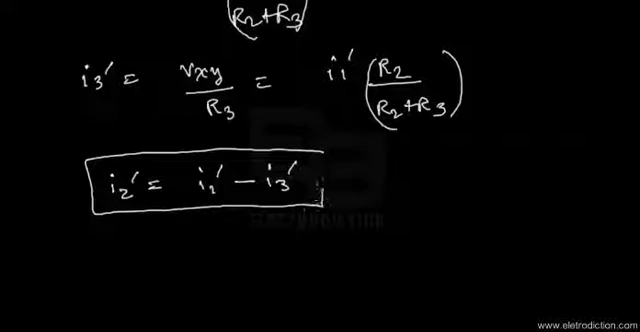 (R2+R3)
i3' = vxy/R3 = i1' (R2/(R2+R3))
i2' = i1' - i3'
www.eletrodiction.com